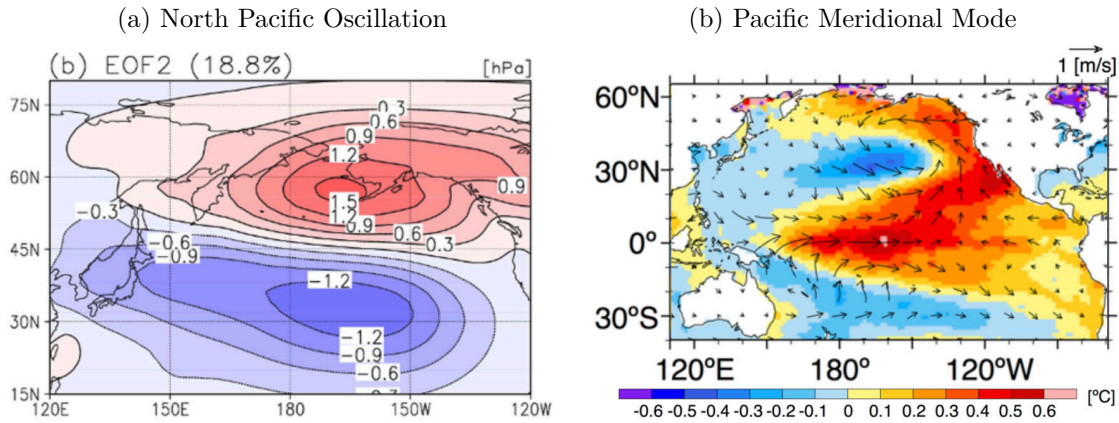 (a) North Pacific Oscillation
(b) EOF2 (18.8%) [hPa]
75N
60N
45N
30N
15N
120E 150E 180 150W 120W
0.3
0.6
0.9
1.2
0.9
1.5
1.2
0.9
0.6
0.3
−0.3
−0.6
−0.9
−1.2
−1.2
−0.9
−0.6
(b) Pacific Meridional Mode
1 [m/s]
60ºN
30ºN
0º
30ºS
120ºE 180º 120ºW
-0.6 -0.5 -0.4 -0.3 -0.2 -0.1 0 0.1 0.2 0.3 0.4 0.5 0.6 [ºC]